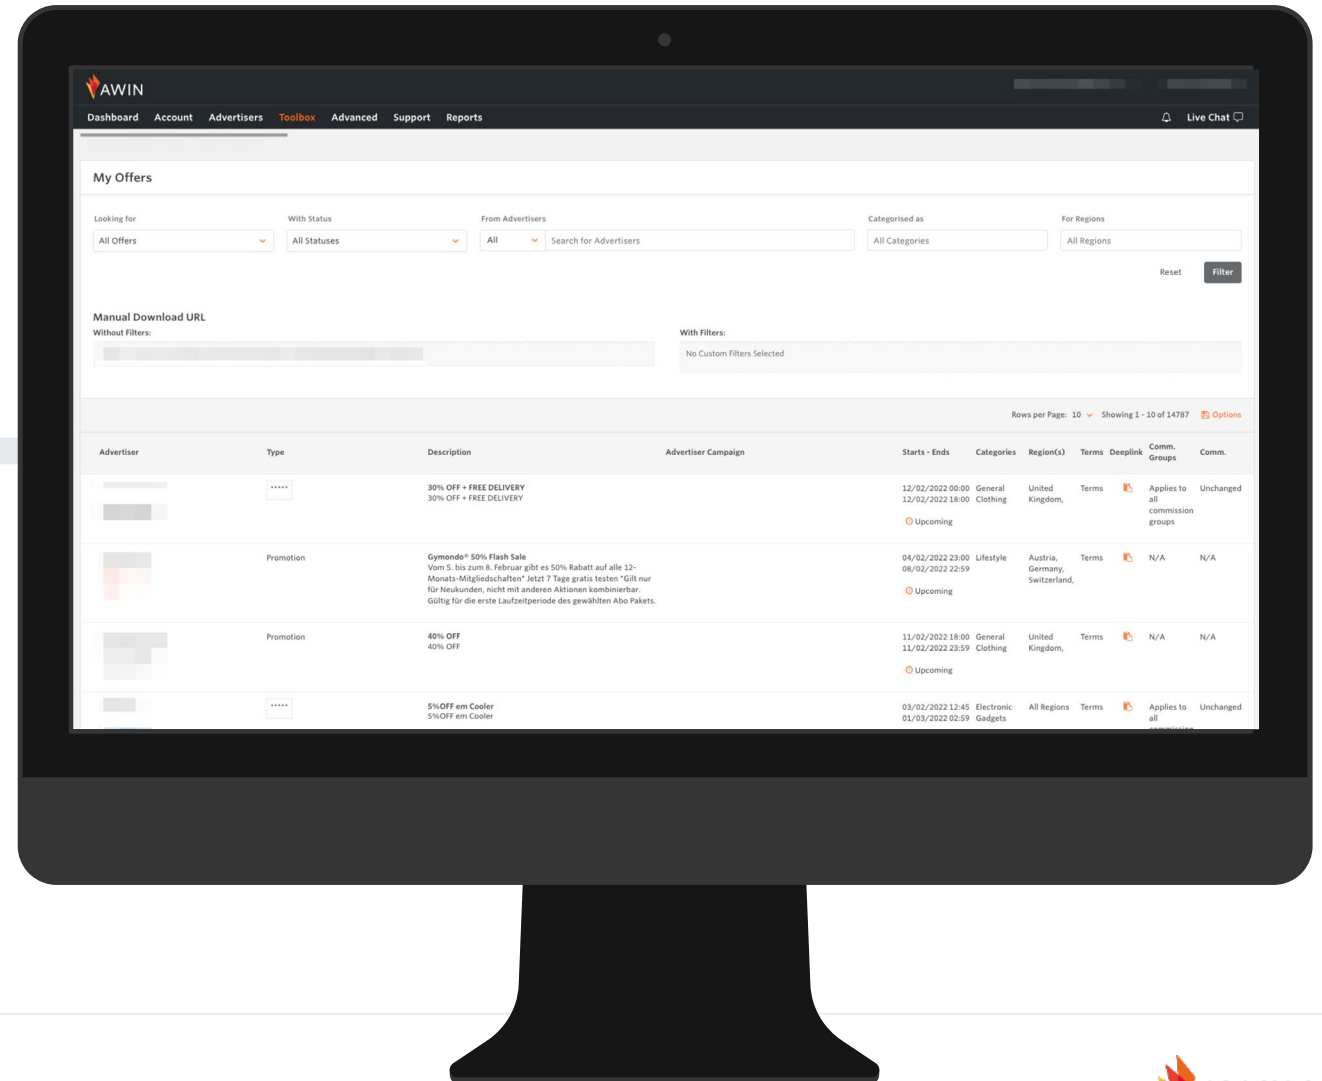 AWIN
Dashboard Account Advertisers Toolbox Advanced Support Reports Live Chat
My Offers
Looking for With Status From Advertisers Categorised as For Regions
All Offers All Statuses All Search for Advertisers All Categories All Regions
Reset Filter
Manual Download URL
Without Filters: With Filters:
No Custom Filters Selected
Rows per Page: 10 Showing 1 - 10 of 14787 Options
Advertiser Type Description Advertiser Campaign Starts - Ends Categories Region(s) Terms Deeplink Comm. Groups Comm.
•••••
30% OFF + FREE DELIVERY
30% OFF + FREE DELIVERY
12/02/2022 00:00
12/02/2022 18:00
Upcoming
General
Clothing
United
Kingdom,
Terms
Applies to
all
commission
groups
Unchanged
Promotion
Gymondo® 50% Flash Sale
Vom 5. bis zum 8. Februar gibt es 50% Rabatt auf alle 12-
Monats-Mitgliedschaften* Jetzt 7 Tage gratis testen *Gilt nur
für Neukunden, nicht mit anderen Aktionen kombinierbar.
Gültig für die erste Laufzeitperiode des gewählten Abo Pakets.
04/02/2022 23:00
08/02/2022 22:59
Upcoming
Lifestyle
Austria,
Germany,
Switzerland,
Terms
N/A
N/A
Promotion
40% OFF
40% OFF
11/02/2022 18:00
11/02/2022 23:59
Upcoming
General
Clothing
United
Kingdom,
Terms
N/A
N/A
•••••
5%OFF em Cooler
5%OFF em Cooler
03/02/2022 12:45
01/03/2022 02:59
Electronic
Gadgets
All Regions
Terms
Applies to
all
commission
Unchanged